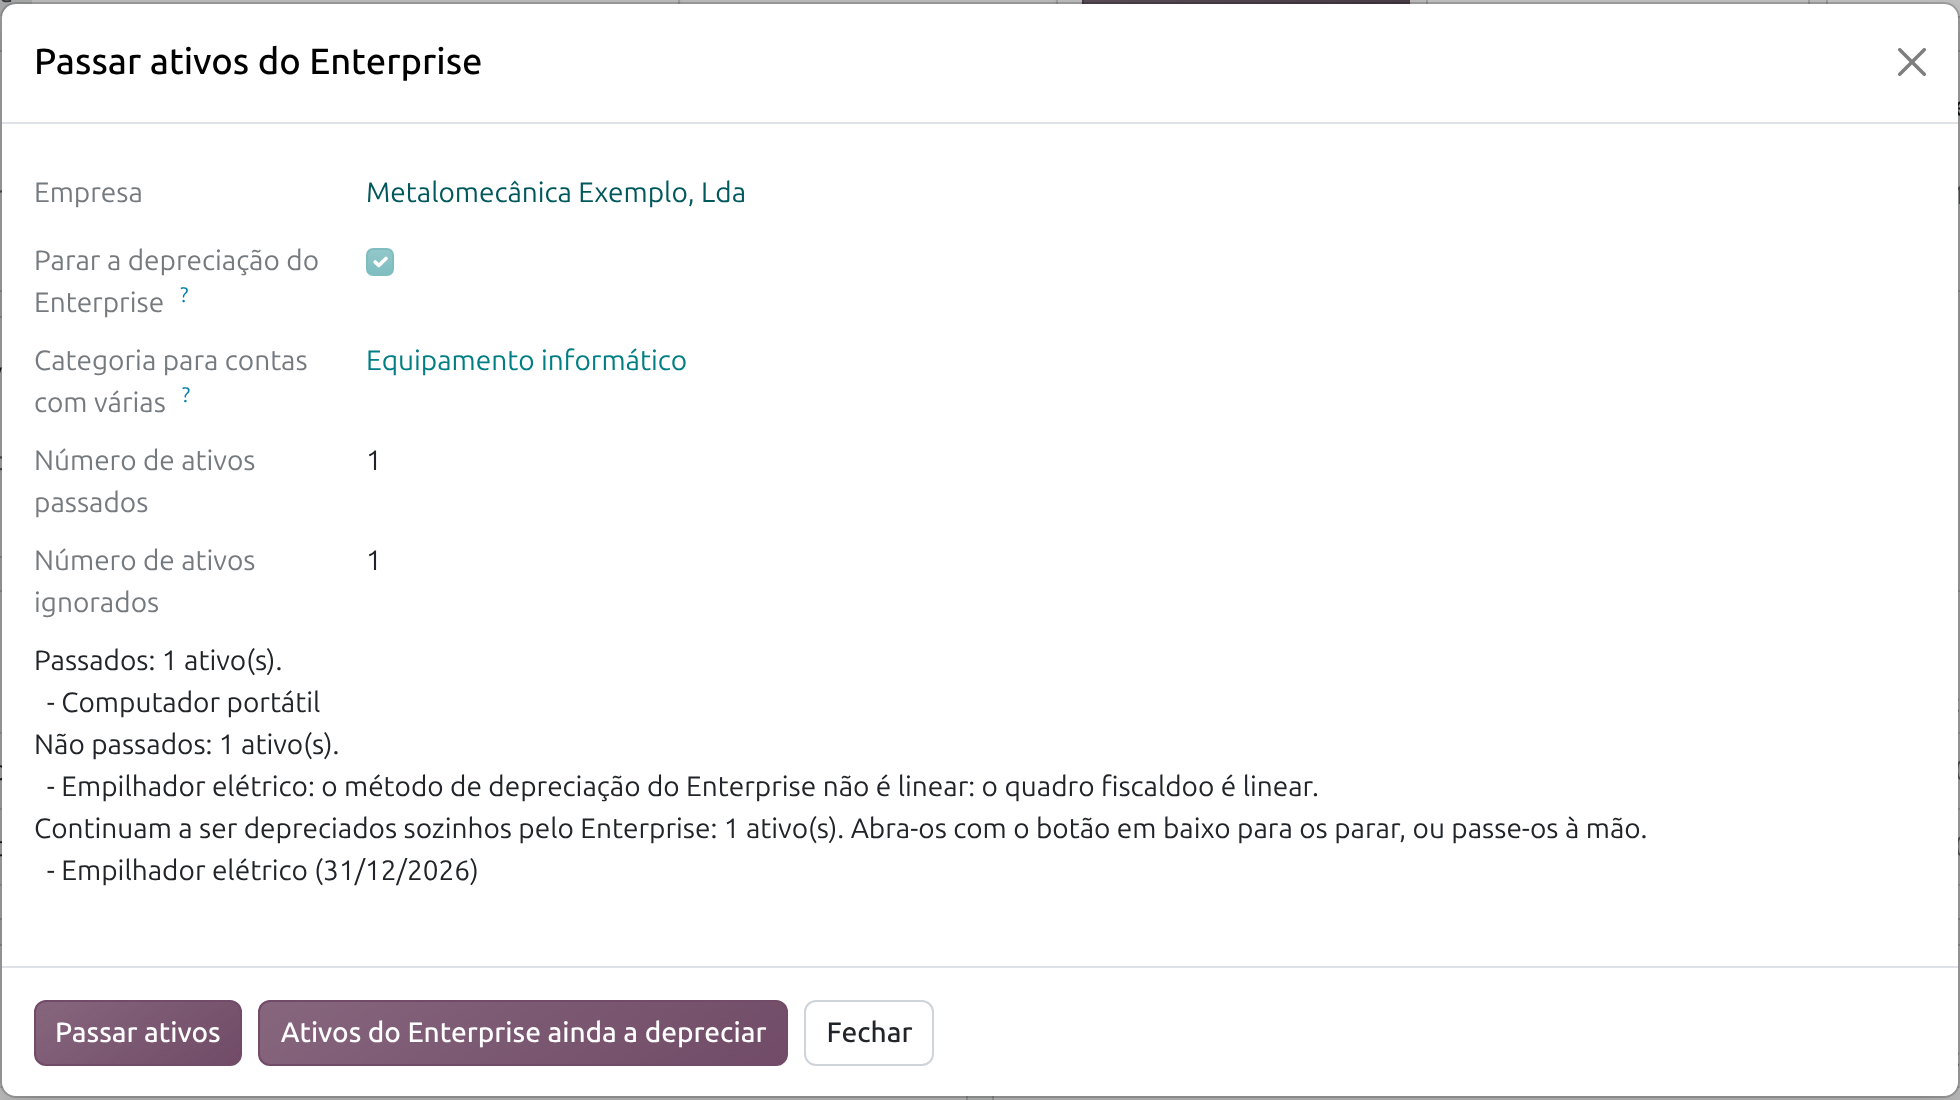 Passar ativos do Enterprise
Empresa
Metalomecânica Exemplo, Lda
Parar a depreciação do
Enterprise ?
Categoria para contas
com várias ?
Equipamento informático
Número de ativos
passados
1
Número de ativos
ignorados
1
Passados: 1 ativo(s).
- Computador portátil
Não passados: 1 ativo(s).
- Empilhador elétrico: o método de depreciação do Enterprise não é linear: o quadro fiscaldoo é linear.
Continuam a ser depreciados sozinhos pelo Enterprise: 1 ativo(s). Abra-os com o botão em baixo para os parar, ou passe-os à mão.
- Empilhador elétrico (31/12/2026)
Passar ativos
Ativos do Enterprise ainda a depreciar
Fechar